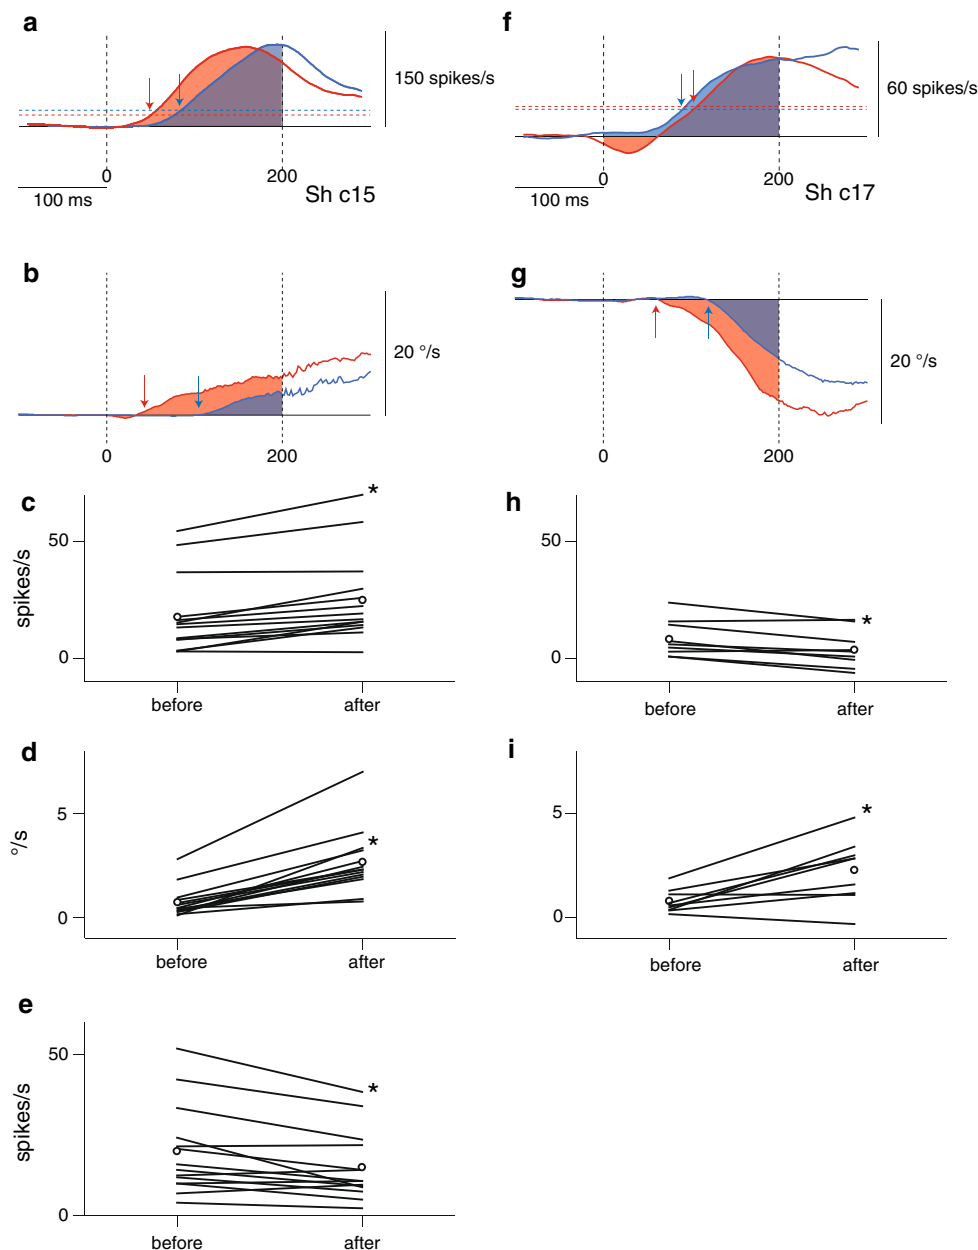 a
150 spikes/s
0
200
100 ms
Sh c15
f
60 spikes/s
0
200
100 ms
Sh c17
b
20 °/s
0
200
g
20 °/s
0
200
c
*
50
spikes/s
0
before
after
h
50
*
0
before
after
d
5
*
°/s
0
before
after
i
*
5
0
before
after
e
50
*
spikes/s
0
before
after